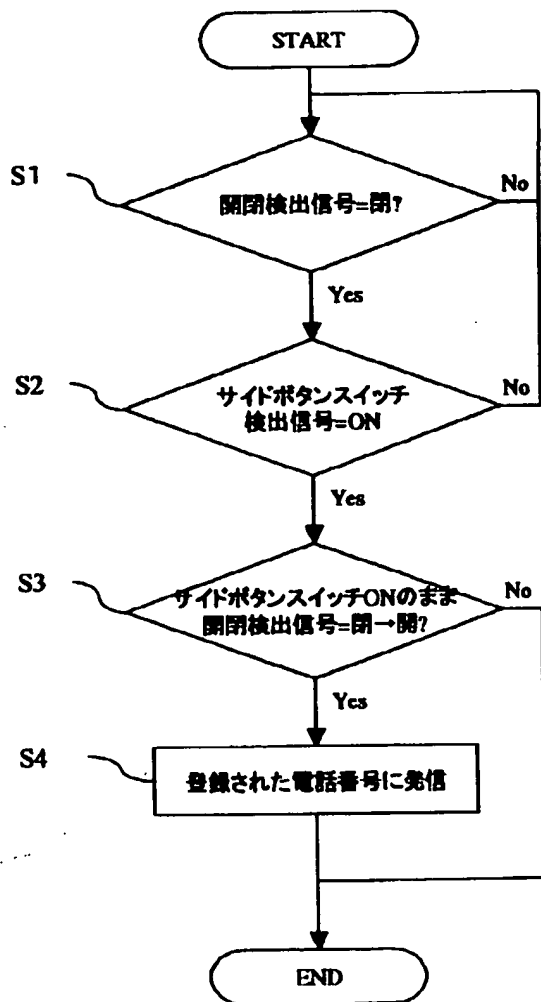 START
S1
開閉検出信号=閉?
No
Yes
S2
サイドボタンスイッチ
検出信号=ON
No
Yes
S3
サイドボタンスイッチONのまま
開閉検出信号=閉→開?
No
Yes
S4
登録された電話番号に発信
END